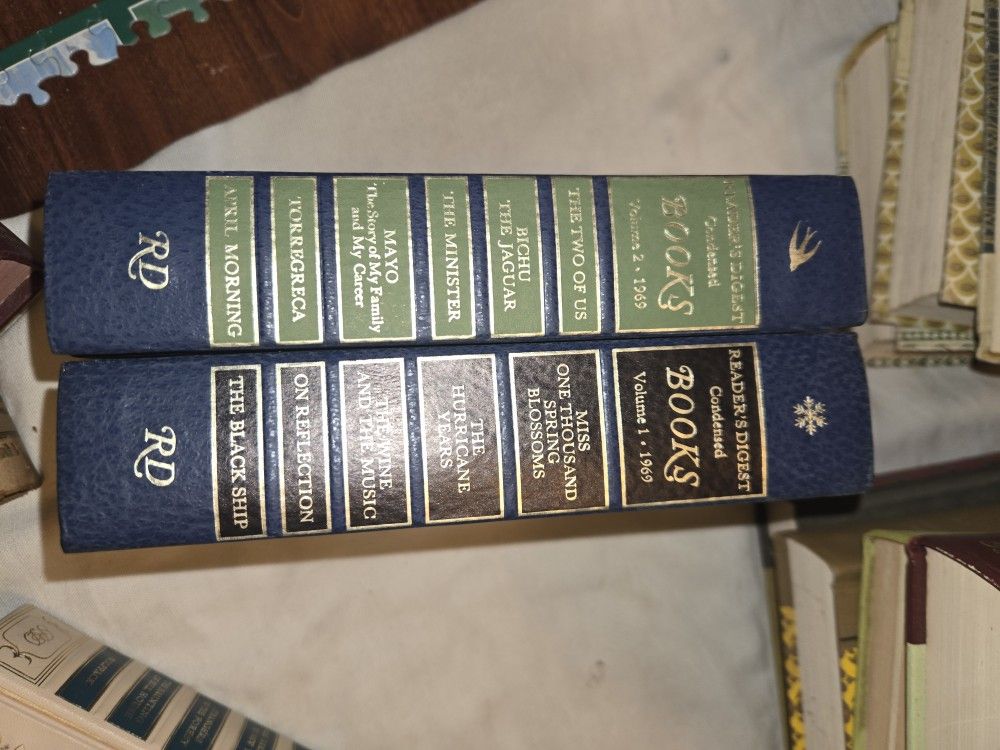 READER'S DIGEST
Condensed
BOOKS
Volume 2 • 1969
THE TWO OF US
BICHU
THE JAGUAR
THE MINISTER
MAYO
The Story of My Family
and My Career
TORREGRECA
APRIL MORNING
RD
READER'S DIGEST
Condensed
BOOKS
Volume 1 • 1969
MISS
ONE THOUSAND
SPRING
BLOSSOMS
THE
HURRICANE
YEARS
THE WINE
AND THE MUSIC
ON REFLECTION
THE BLACK SHIP
RD